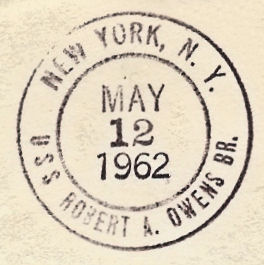 NEW YORK, N. Y.
MAY
12
1962
USS ROBERT A. OWENS BR.